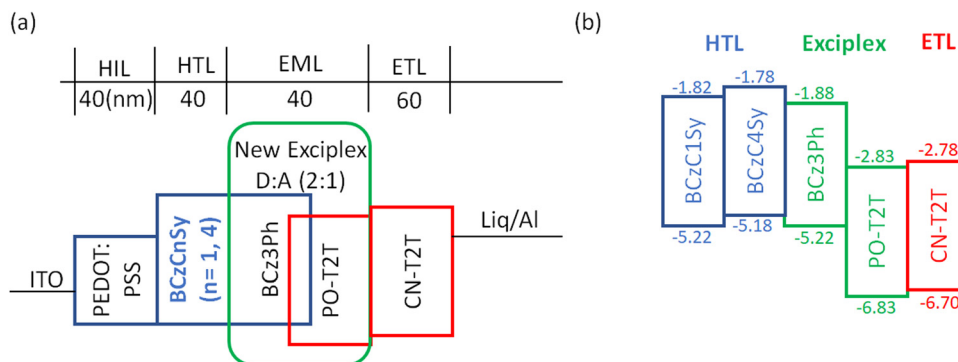 (a)
HIL HTL EML ETL
40(nm) 40 40 60
New Exciplex
D:A (2:1)
ITO
PEDOT:
PSS
BCzCnSy
(n= 1, 4)
BCz3Ph
PO-T2T
CN-T2T
Liq/Al
(b)
HTL Exciplex ETL
-1.82 -1.78 -1.88 -2.83 -2.78
BCzC1Sy
BCzC4Sy
BCz3Ph
PO-T2T
CN-T2T
-5.22 -5.18 -5.22 -6.83 -6.70